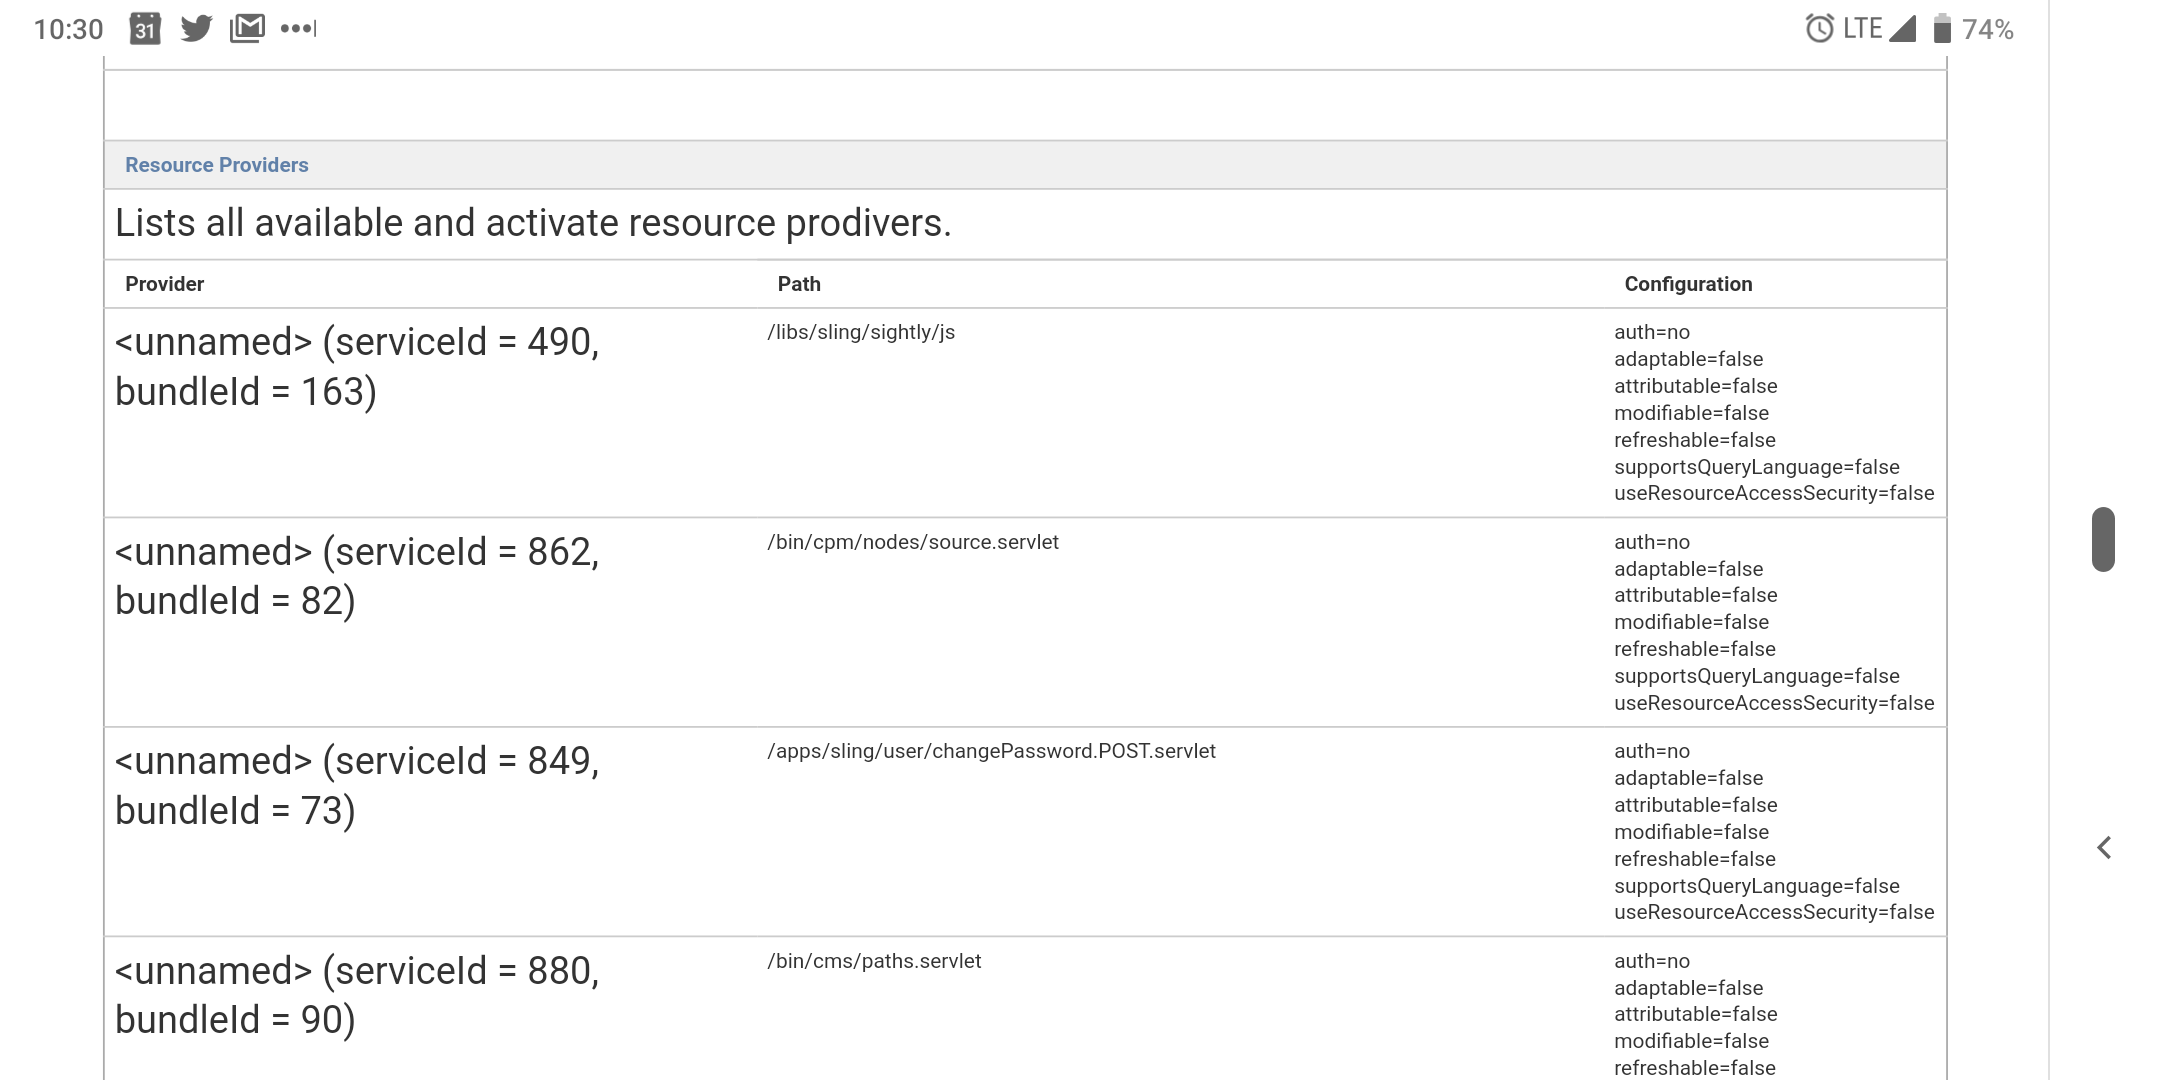 10:30 31 LTE 74%
Resource Providers
Lists all available and activate resource prodivers.
Provider Path Configuration
<unnamed> (serviceId = 490,
bundleId = 163)
/libs/sling/sightly/js
auth=no
adaptable=false
attributable=false
modifiable=false
refreshable=false
supportsQueryLanguage=false
useResourceAccessSecurity=false
<unnamed> (serviceId = 862,
bundleId = 82)
/bin/cpm/nodes/source.servlet
auth=no
adaptable=false
attributable=false
modifiable=false
refreshable=false
supportsQueryLanguage=false
useResourceAccessSecurity=false
<unnamed> (serviceId = 849,
bundleId = 73)
/apps/sling/user/changePassword.POST.servlet
auth=no
adaptable=false
attributable=false
modifiable=false
refreshable=false
supportsQueryLanguage=false
useResourceAccessSecurity=false
<unnamed> (serviceId = 880,
bundleId = 90)
/bin/cms/paths.servlet
auth=no
adaptable=false
attributable=false
modifiable=false
refreshable=false